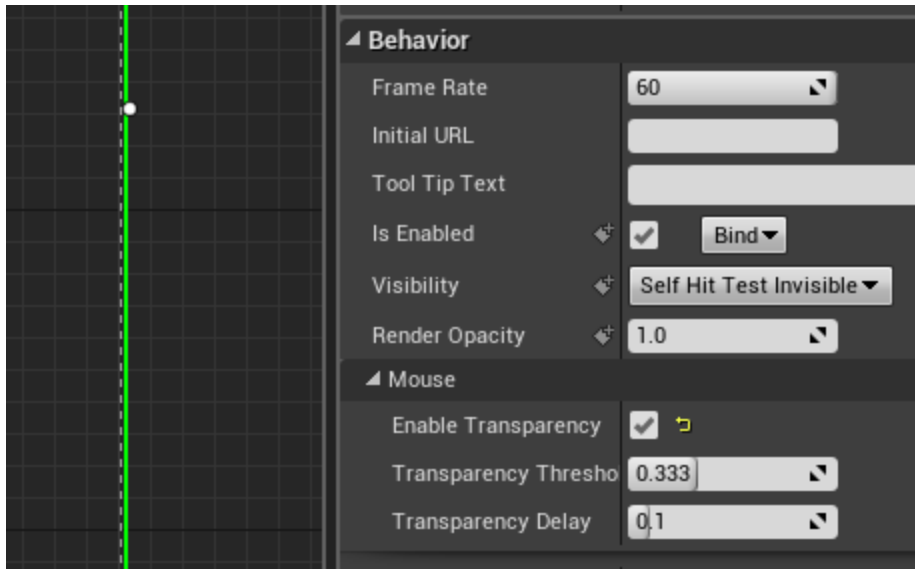 Behavior
Frame Rate 60
Initial URL
Tool Tip Text
Is Enabled Bind
Visibility Self Hit Test Invisible
Render Opacity 1.0
Mouse
Enable Transparency
Transparency Thresho 0.333
Transparency Delay 0.1